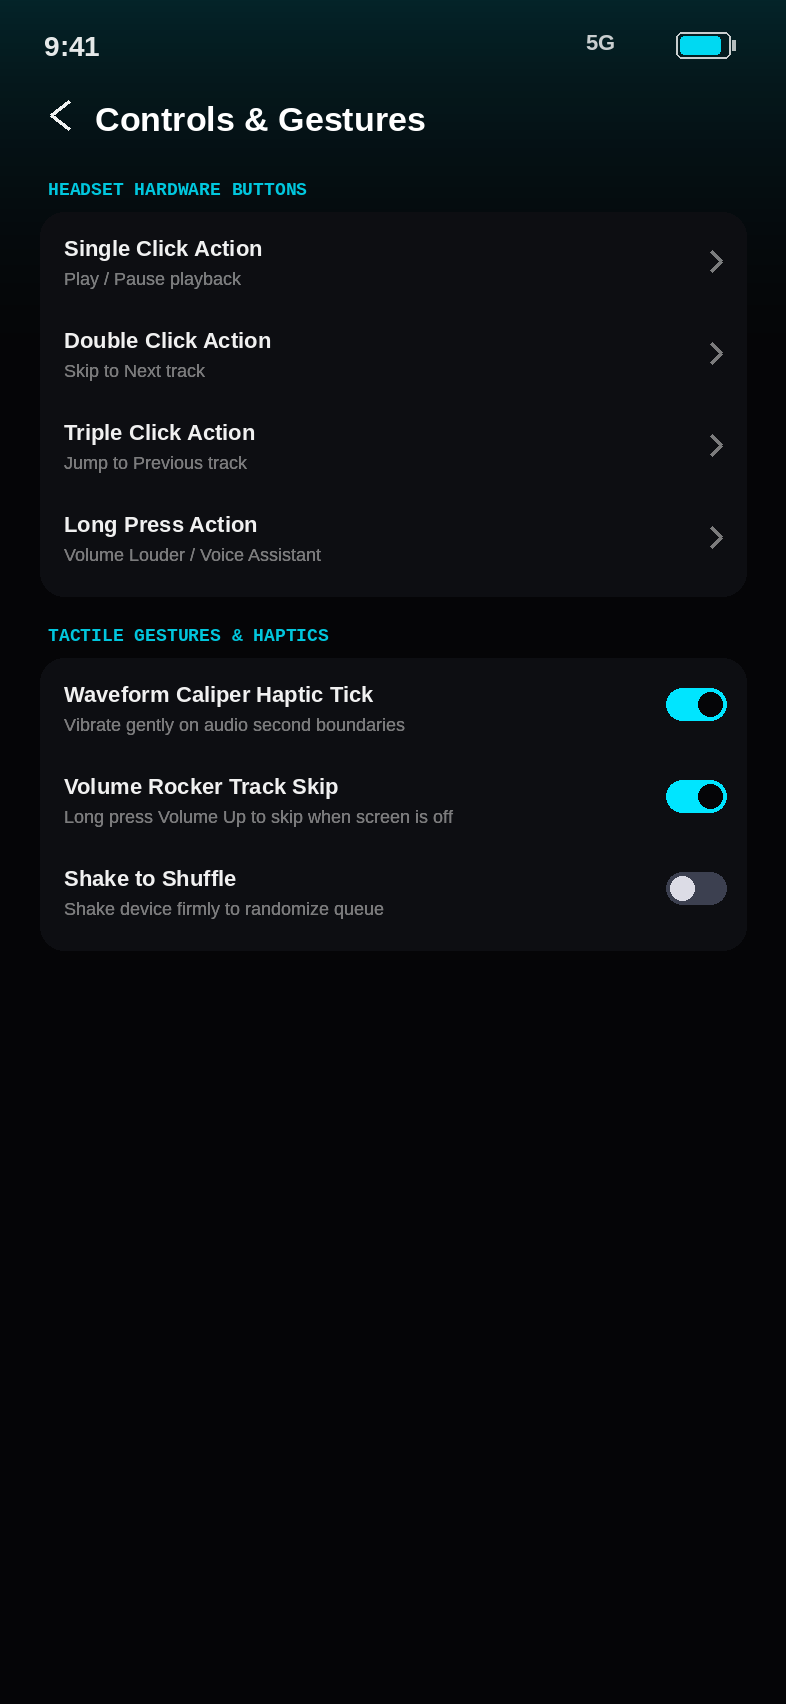 9:41
5G
Controls & Gestures
HEADSET HARDWARE BUTTONS
Single Click Action
Play / Pause playback
Double Click Action
Skip to Next track
Triple Click Action
Jump to Previous track
Long Press Action
Volume Louder / Voice Assistant
TACTILE GESTURES & HAPTICS
Waveform Caliper Haptic Tick
Vibrate gently on audio second boundaries
Volume Rocker Track Skip
Long press Volume Up to skip when screen is off
Shake to Shuffle
Shake device firmly to randomize queue